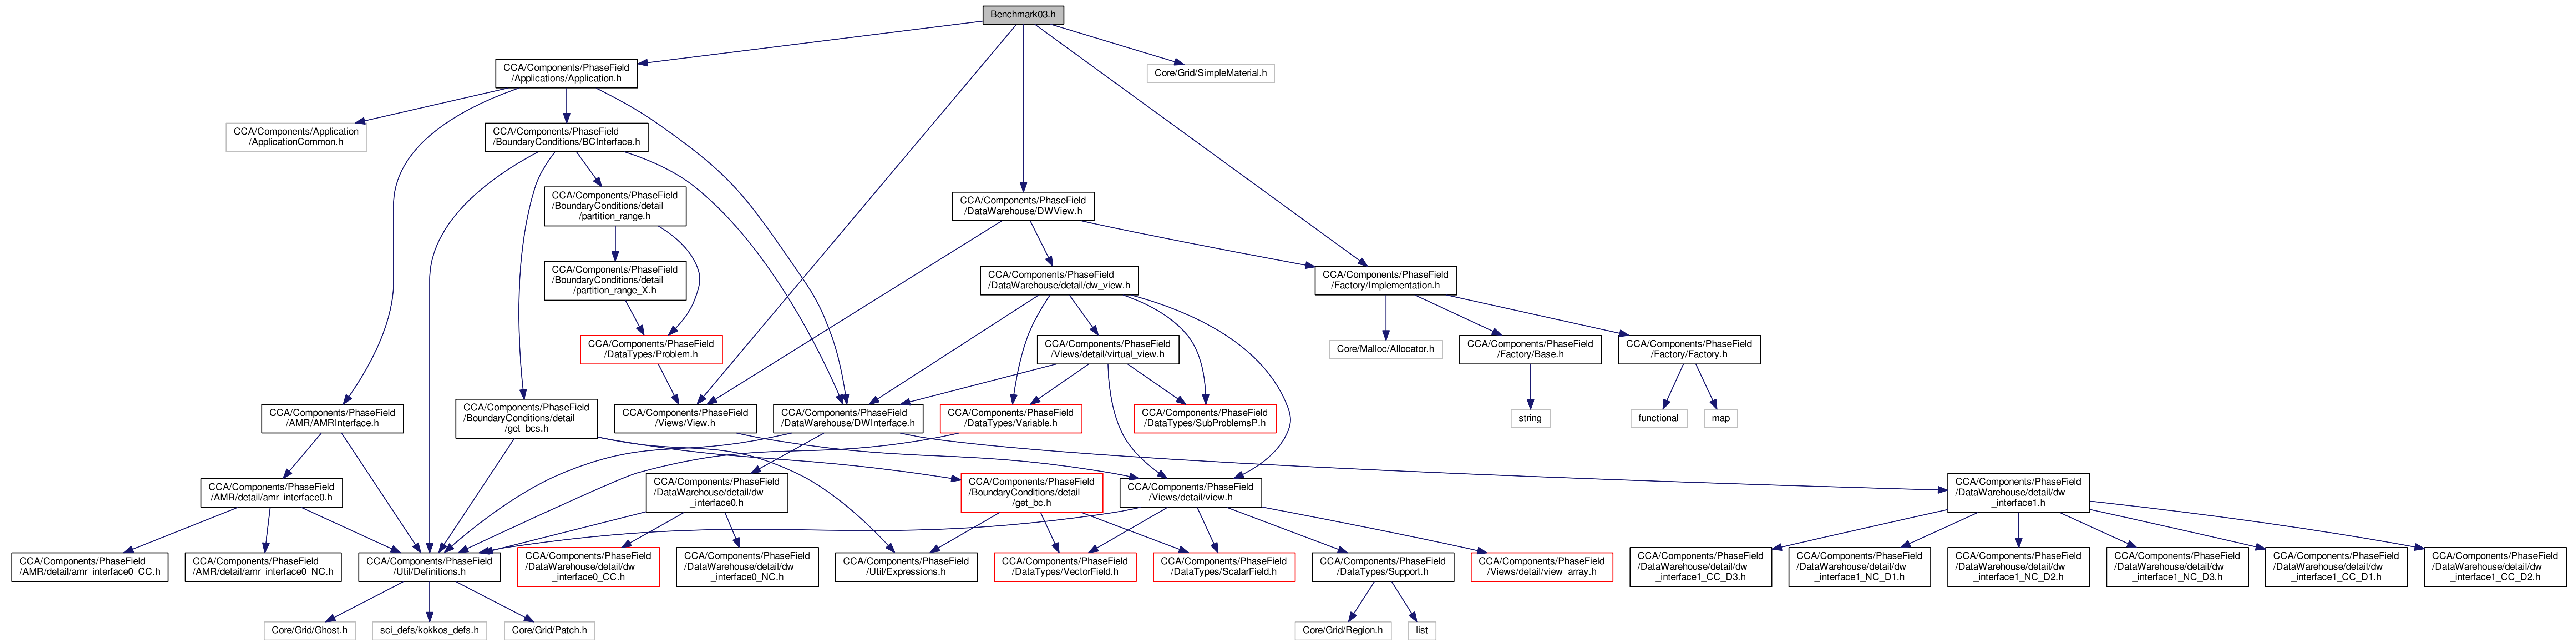 Benchmark03.h
CCA/Components/PhaseField
/Applications/Application.h
Core/Grid/SimpleMaterial.h
CCA/Components/Application
/ApplicationCommon.h
CCA/Components/PhaseField
/BoundaryConditions/BCInterface.h
CCA/Components/PhaseField
/BoundaryConditions/detail
/partition_range.h
CCA/Components/PhaseField
/DataWarehouse/DWView.h
CCA/Components/PhaseField
/BoundaryConditions/detail
/partition_range_X.h
CCA/Components/PhaseField
/DataWarehouse/detail/dw_view.h
CCA/Components/PhaseField
/Factory/Implementation.h
CCA/Components/PhaseField
/DataTypes/Problem.h
CCA/Components/PhaseField
/Views/detail/virtual_view.h
Core/Malloc/Allocator.h
CCA/Components/PhaseField
/Factory/Base.h
CCA/Components/PhaseField
/Factory/Factory.h
CCA/Components/PhaseField
/AMR/AMRInterface.h
CCA/Components/PhaseField
/BoundaryConditions/detail
/get_bcs.h
CCA/Components/PhaseField
/Views/View.h
CCA/Components/PhaseField
/DataWarehouse/DWInterface.h
CCA/Components/PhaseField
/DataTypes/Variable.h
CCA/Components/PhaseField
/DataTypes/SubProblemsP.h
string
functional
map
CCA/Components/PhaseField
/AMR/detail/amr_interface0.h
CCA/Components/PhaseField
/DataWarehouse/detail/dw
_interface0.h
CCA/Components/PhaseField
/BoundaryConditions/detail
/get_bc.h
CCA/Components/PhaseField
/Views/detail/view.h
CCA/Components/PhaseField
/DataWarehouse/detail/dw
_interface1.h
CCA/Components/PhaseField
/AMR/detail/amr_interface0_CC.h
CCA/Components/PhaseField
/AMR/detail/amr_interface0_NC.h
CCA/Components/PhaseField
/Util/Definitions.h
CCA/Components/PhaseField
/DataWarehouse/detail/dw
_interface0_CC.h
CCA/Components/PhaseField
/DataWarehouse/detail/dw
_interface0_NC.h
CCA/Components/PhaseField
/Util/Expressions.h
CCA/Components/PhaseField
/DataTypes/VectorField.h
CCA/Components/PhaseField
/DataTypes/ScalarField.h
CCA/Components/PhaseField
/DataTypes/Support.h
CCA/Components/PhaseField
/Views/detail/view_array.h
CCA/Components/PhaseField
/DataWarehouse/detail/dw
_interface1_CC_D3.h
CCA/Components/PhaseField
/DataWarehouse/detail/dw
_interface1_NC_D1.h
CCA/Components/PhaseField
/DataWarehouse/detail/dw
_interface1_NC_D2.h
CCA/Components/PhaseField
/DataWarehouse/detail/dw
_interface1_NC_D3.h
CCA/Components/PhaseField
/DataWarehouse/detail/dw
_interface1_CC_D1.h
CCA/Components/PhaseField
/DataWarehouse/detail/dw
_interface1_CC_D2.h
Core/Grid/Ghost.h
sci_defs/kokkos_defs.h
Core/Grid/Patch.h
Core/Grid/Region.h
list